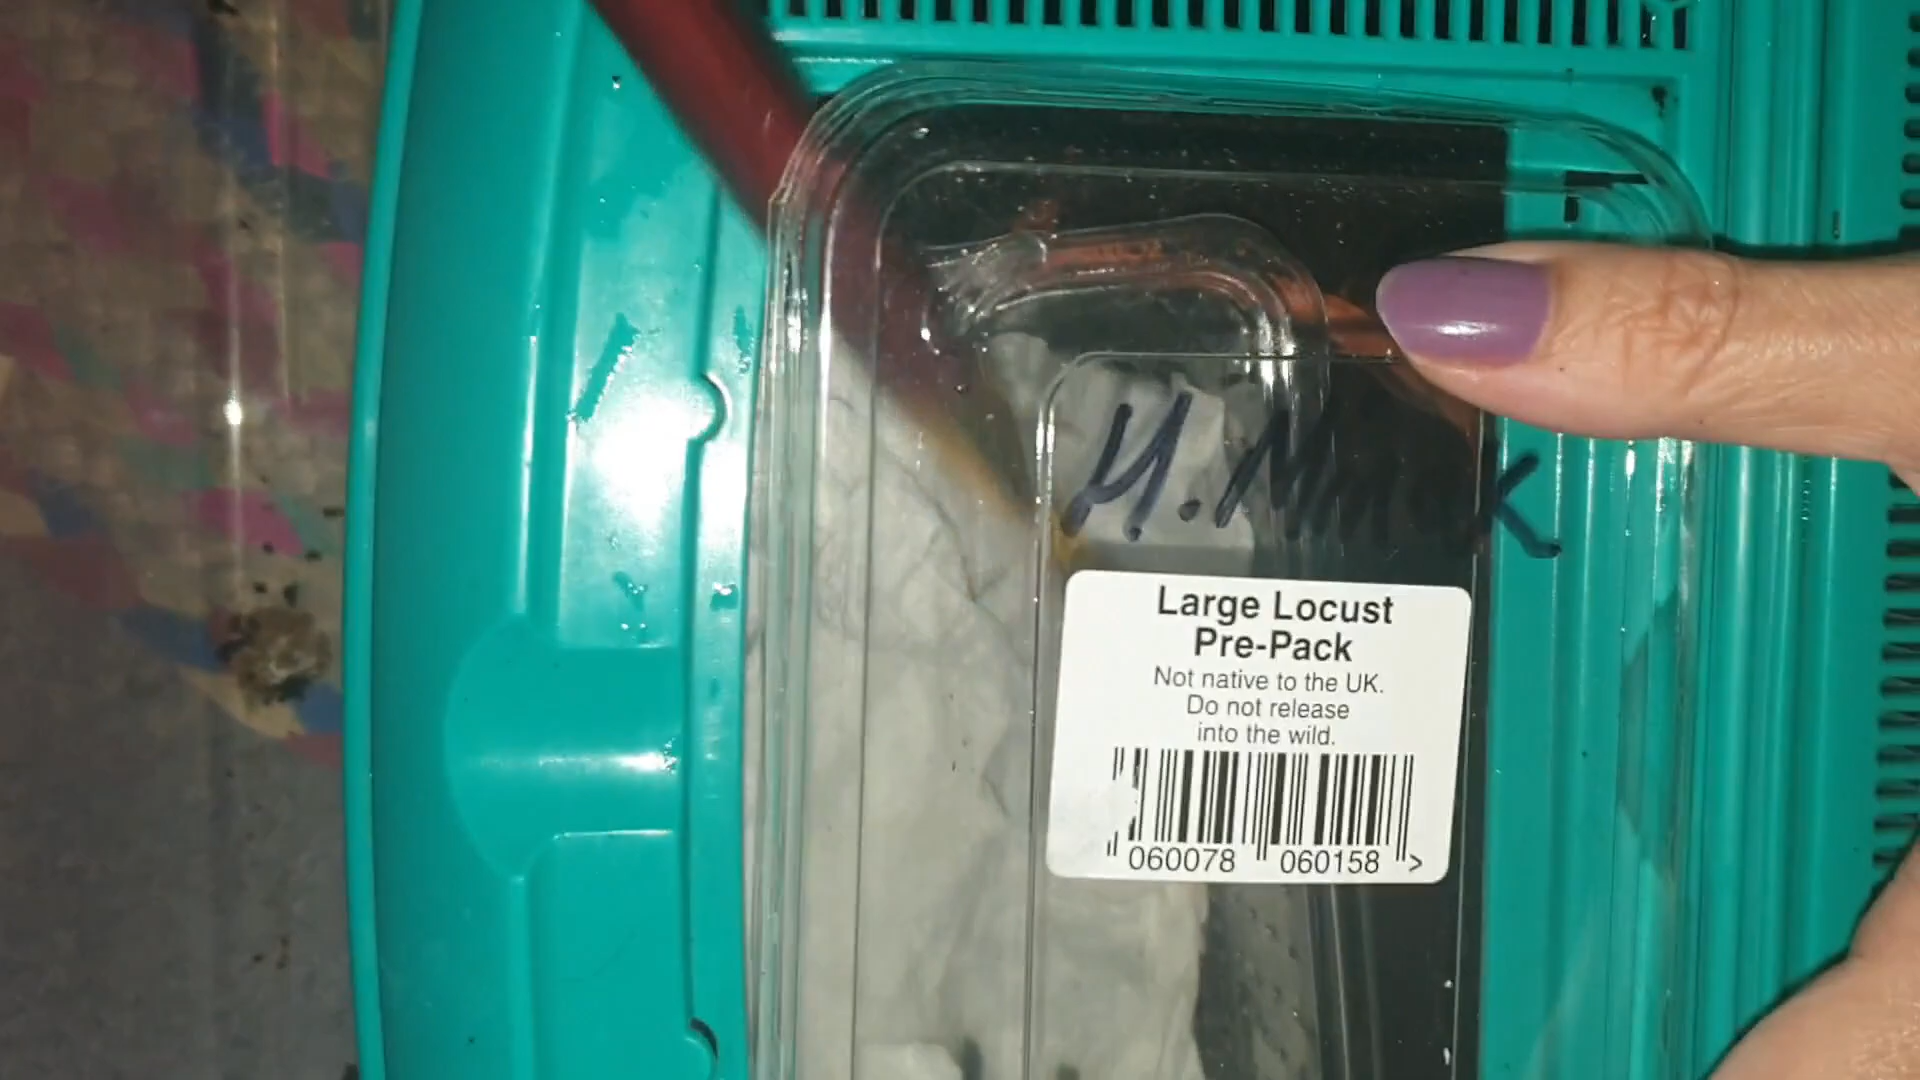 H.
Large Locust
Pre-Pack
Not native to the UK.
Do not release
into the wild.
060078 060158 >